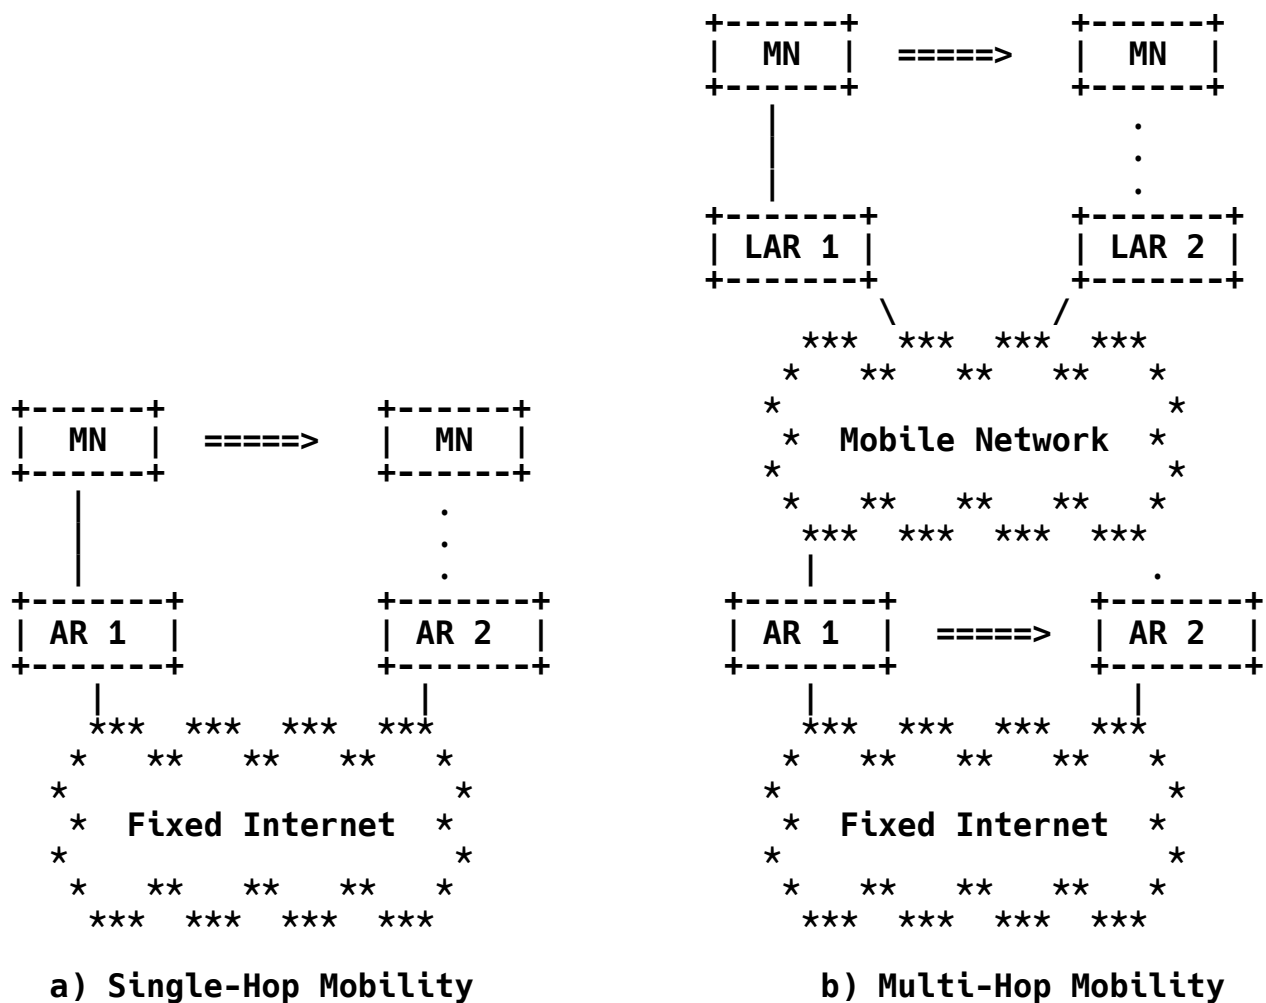 MN =====> MN
LAR 1 LAR 2
Mobile Network
MN =====> MN
AR 1 AR 2 AR 1 =====> AR 2
Fixed Internet Fixed Internet
a) Single-Hop Mobility b) Multi-Hop Mobility